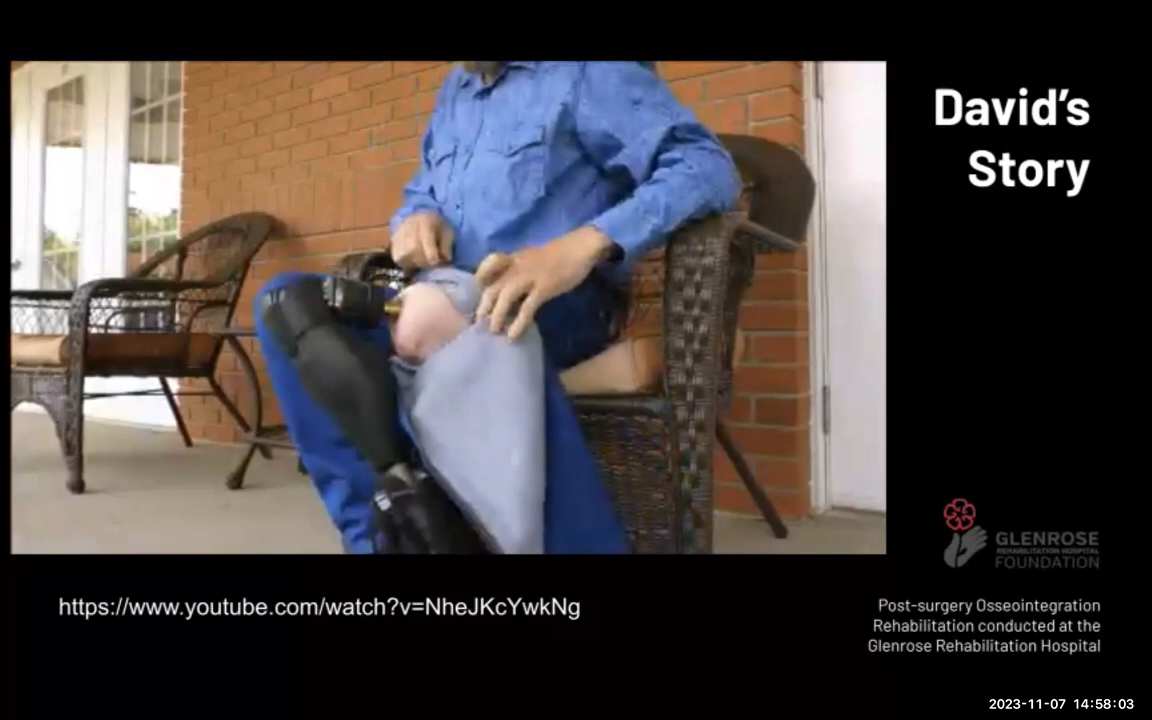 David's
Story
GLENROSE
REHABILITATION HOSPITAL
FOUNDATION
https://www.youtube.com/watch?v=NheJKcYwkNg
Post-surgery Osseointegration
Rehabilitation conducted at the
Glenrose Rehabilitation Hospital
2023-11-07 14:58:03